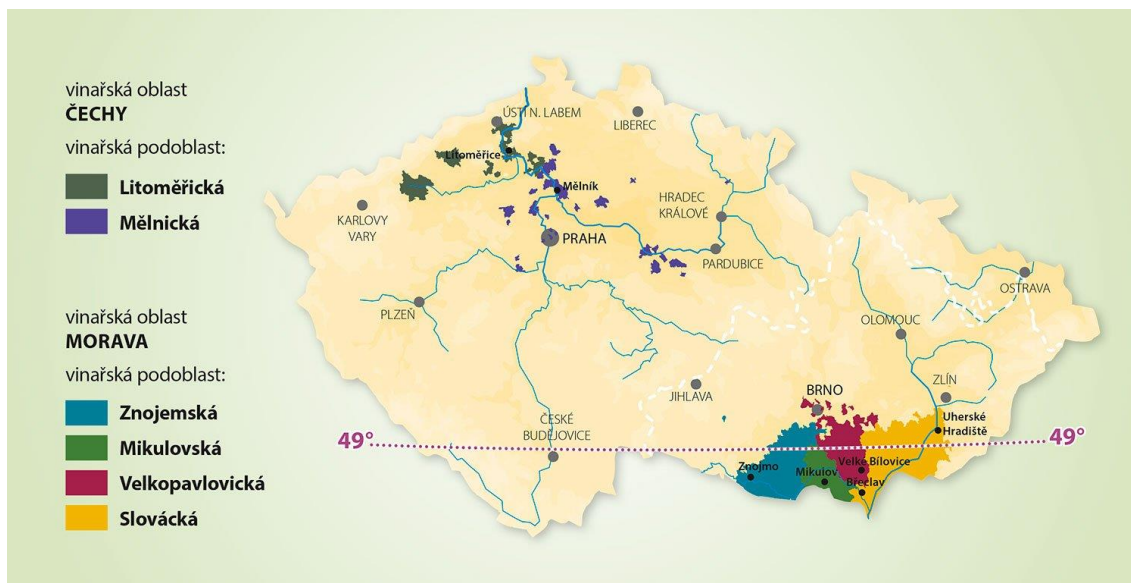 vinařská oblast
ČECHY
vinařská podoblast:
Litoměřická
Mělnická
vinařská oblast
MORAVA
vinařská podoblast:
Znojemská
Mikulovská
Velkopavlovická
Slovácká
ÚSTÍ N. LABEM
LIBEREC
Litoměřice
Mělník
KARLOVY
VARY
HRADEC
KRÁLOVÉ
PRAHA
PARDUBICE
OSTRAVA
PLZEŇ
OLOMOUC
JIHLAVA
BRNO
ZLÍN
ČESKÉ
BUDĚJOVICE
Uherské
Hradiště
49°
49°
Znojmo
Mikulov
Velké Bílovice
Břeclav